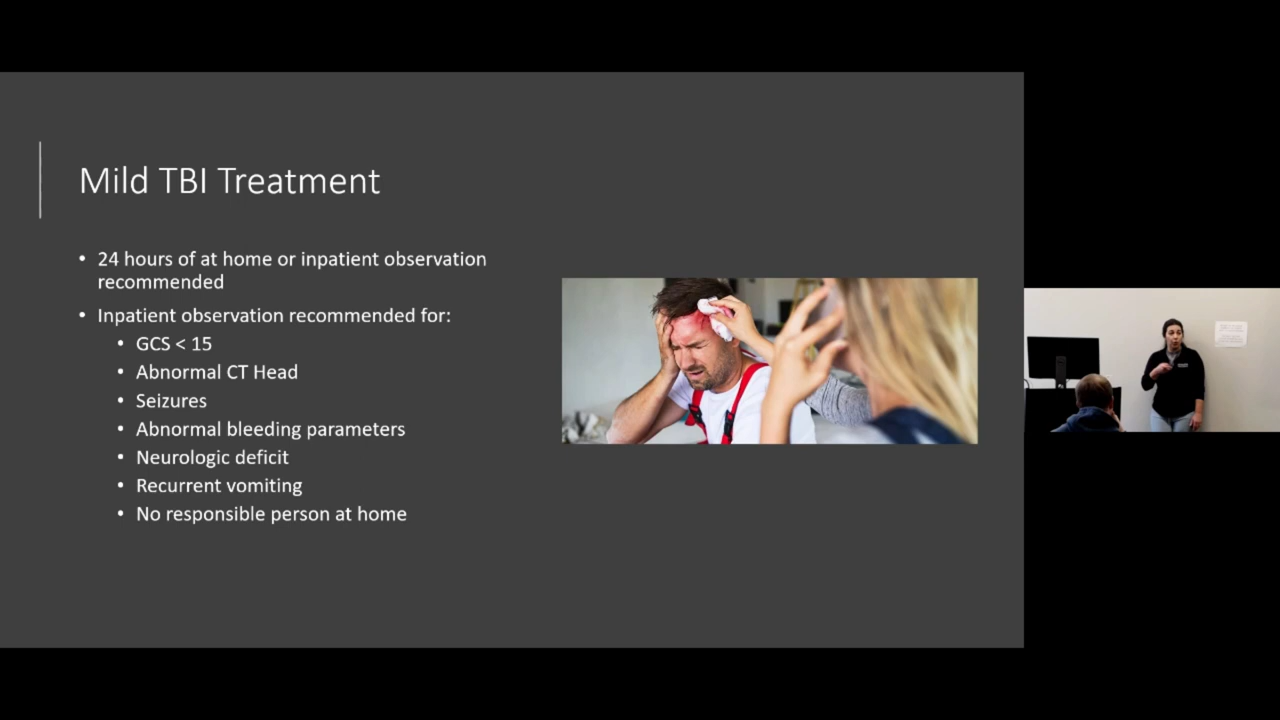 Mild TBI Treatment
• 24 hours of at home or inpatient observation
recommended
• Inpatient observation recommended for:
• GCS < 15
• Abnormal CT Head
• Seizures
• Abnormal bleeding parameters
• Neurologic deficit
• Recurrent vomiting
• No responsible person at home